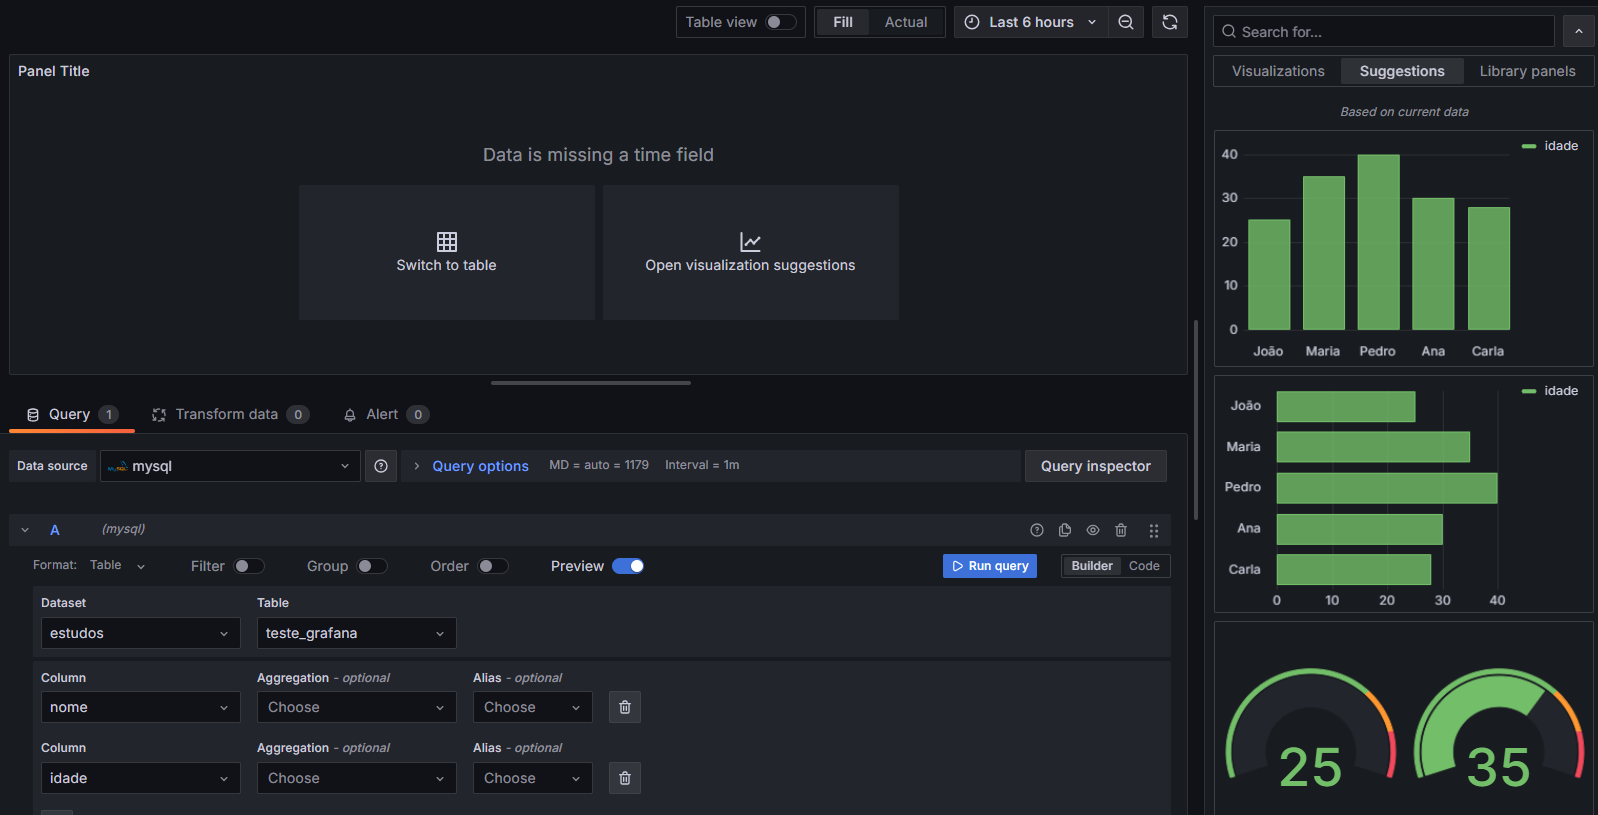 Table view
Fill
Actual
Last 6 hours
Panel Title
Data is missing a time field
Switch to table
Open visualization suggestions
Query 1
Transform data 0
Alert 0
Data source
mysql
Query options
MD = auto = 1179
Interval = 1m
Query inspector
A
(mysql)
Format: Table
Filter
Group
Order
Preview
Run query
Builder
Code
Dataset
Table
estudos
teste_grafana
Column
Aggregation - optional
Alias - optional
nome
Choose
Choose
Column
Aggregation - optional
Alias - optional
idade
Choose
Choose
Search for...
Visualizations
Suggestions
Library panels
Based on current data
idade
40
30
20
10
0
João
Maria
Pedro
Ana
Carla
idade
João
Maria
Pedro
Ana
Carla
0
10
20
30
40
25
35